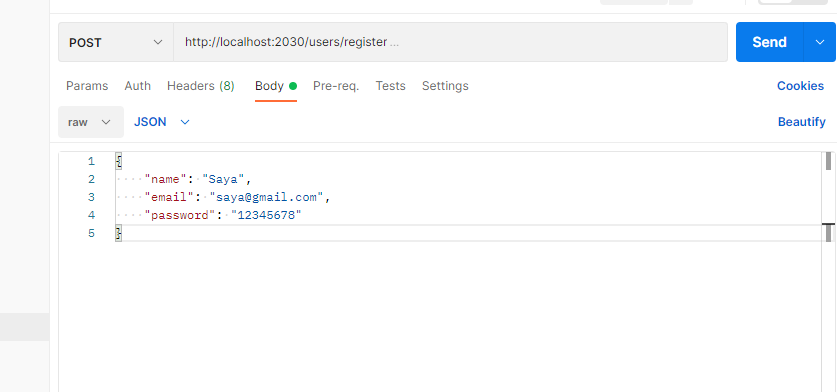 POST http://localhost:2030/users/register ... Send
Params Auth Headers (8) Body Pre-req. Tests Settings Cookies
raw JSON Beautify
1 {
2 "name": "Saya",
3 "email": "saya@gmail.com",
4 "password": "12345678"
5 }